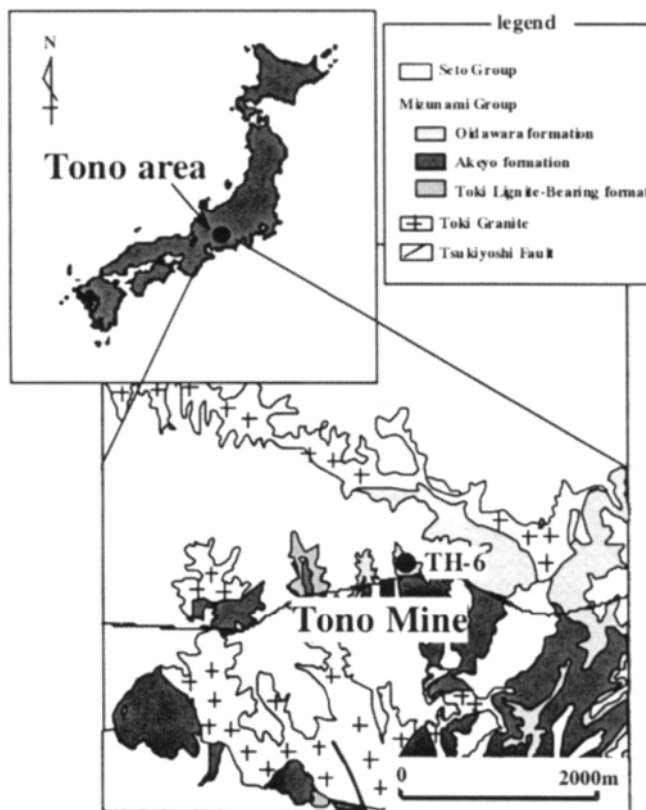 N
Tono area
legend
Seto Group
Mizunami Group
Oidawara formation
Akeyo formation
Toki Lignite-Bearing format
Toki Granite
Tsukiyoshi Fault
TH-6
Tono Mine
0 2000m